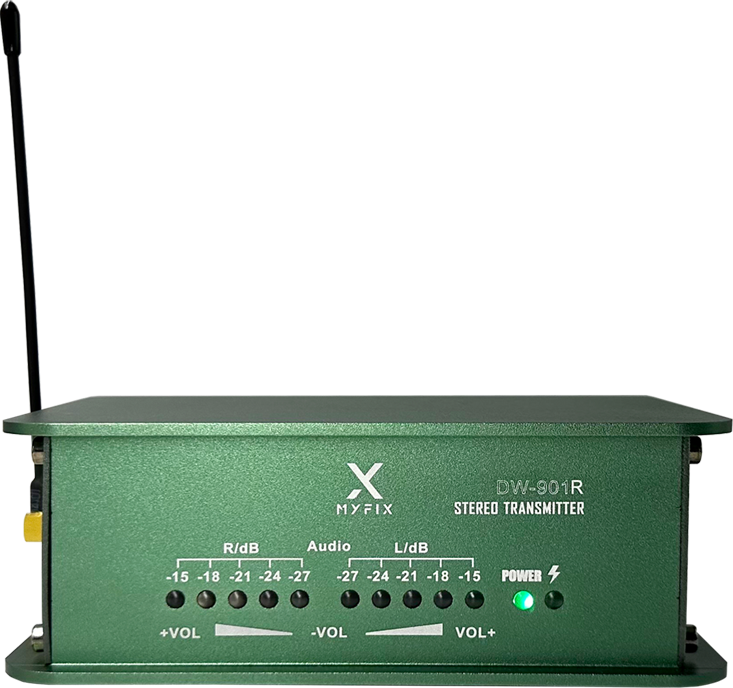 X
MYFIX
DW-901R
STEREO TRANSMITTER
R/dB Audio L/dB
-15 -18 -21 -24 -27 -27 -24 -21 -18 -15 POWER
+VOL -VOL VOL+